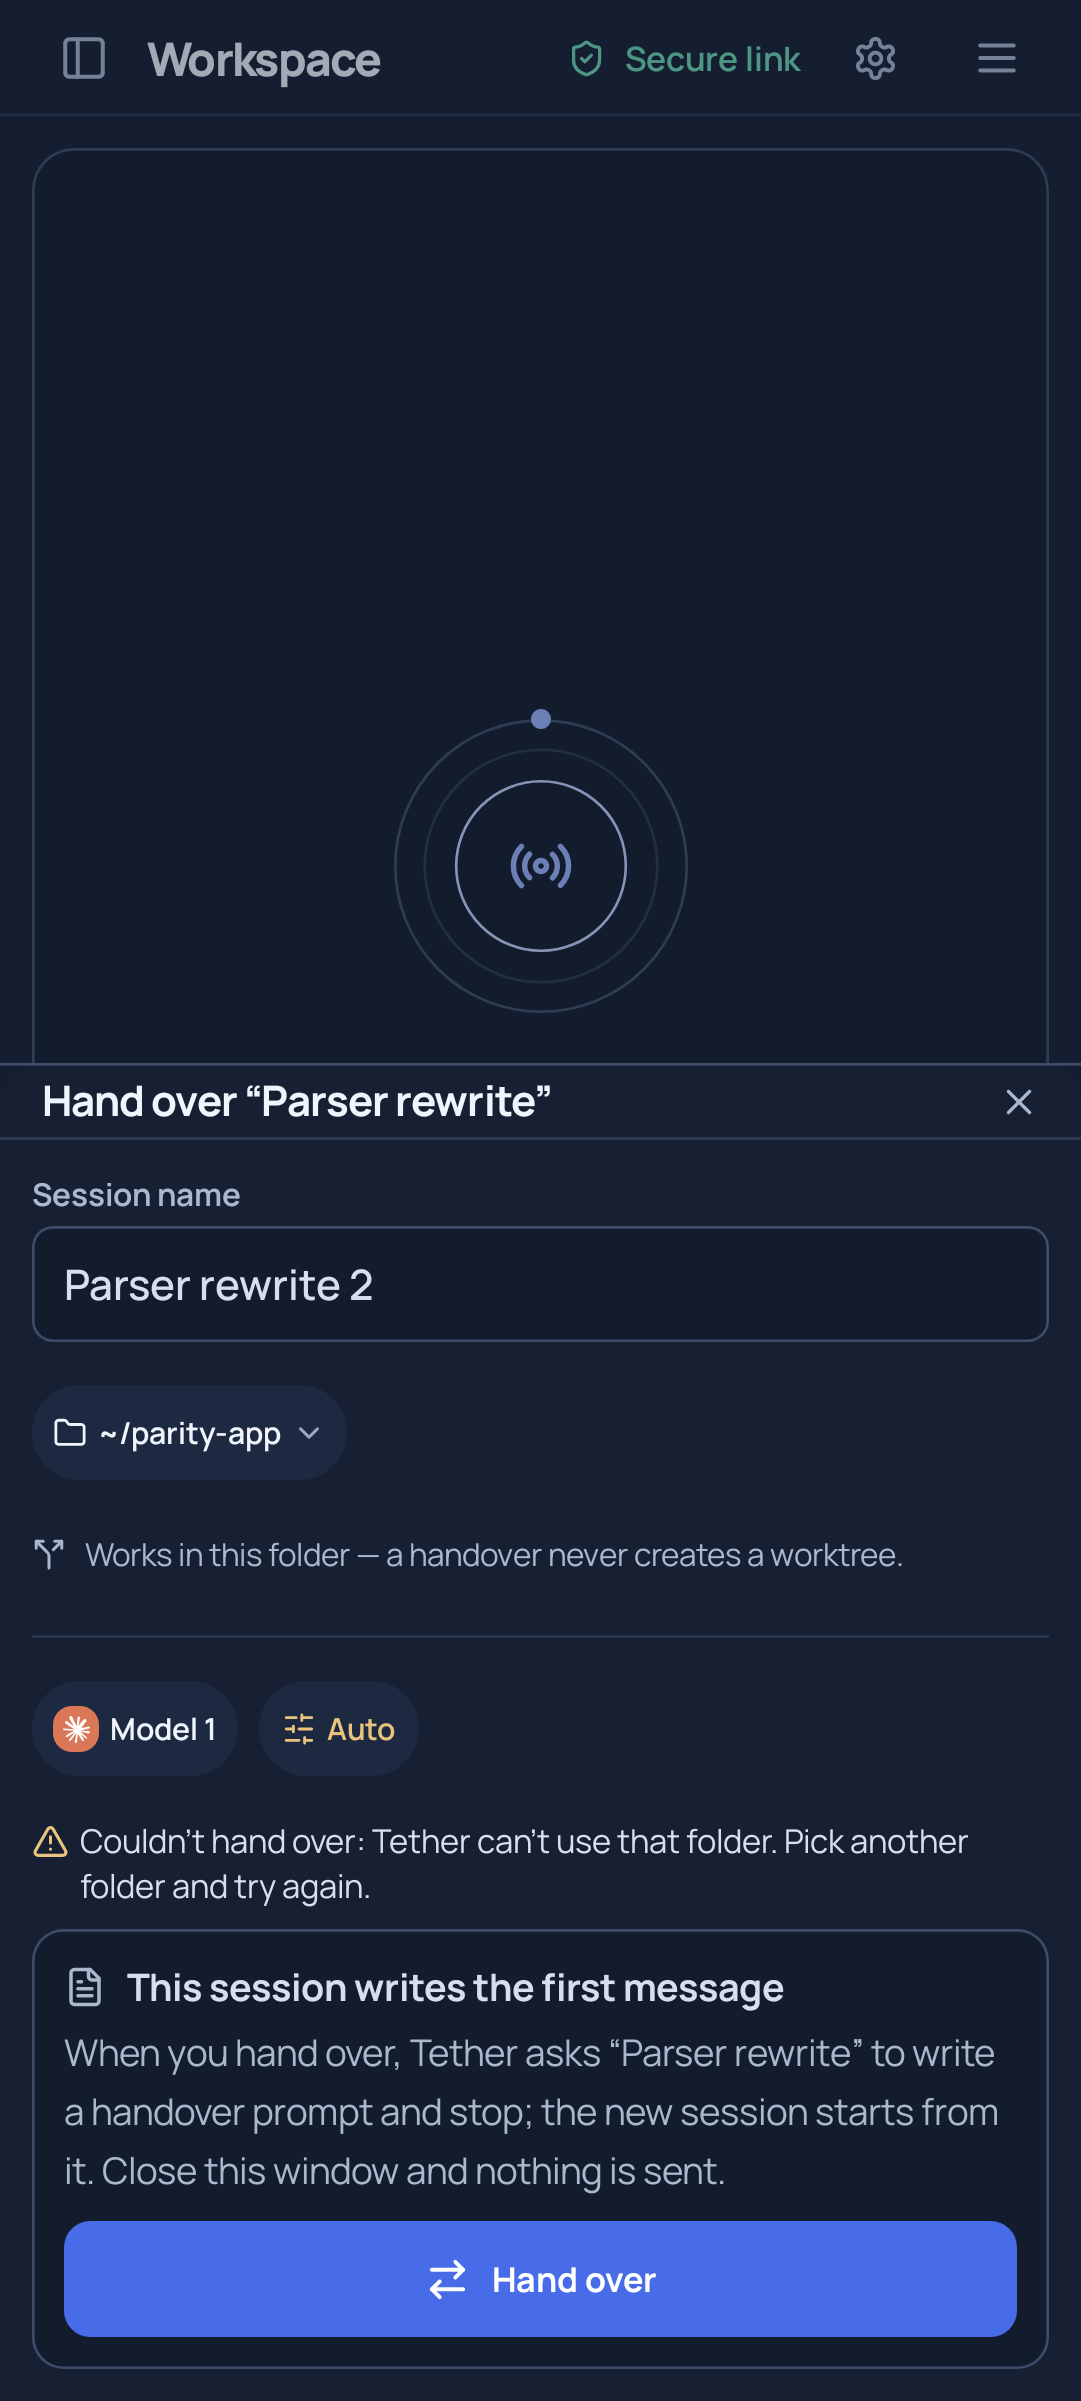 Workspace
Secure link
Hand over “Parser rewrite”
Session name
Parser rewrite 2
~/parity-app
Works in this folder — a handover never creates a worktree.
Model 1
Auto
Couldn’t hand over: Tether can’t use that folder. Pick another
folder and try again.
This session writes the first message
When you hand over, Tether asks “Parser rewrite” to write
a handover prompt and stop; the new session starts from
it. Close this window and nothing is sent.
Hand over